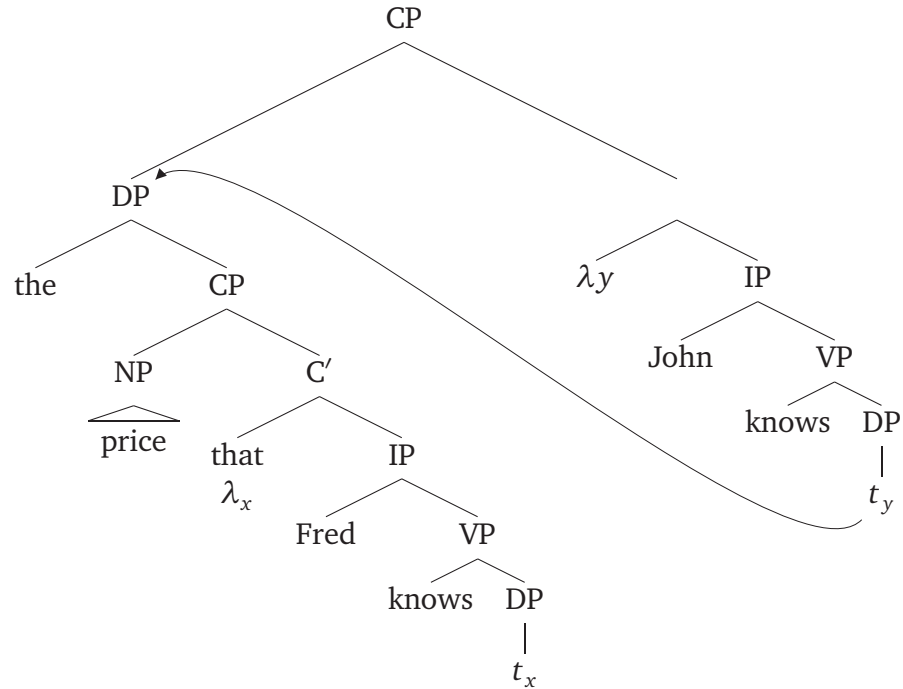 CP
DP
the CP
λy IP
NP C′
John VP
price
that
λx
IP
knows DP
Fred VP
ty
knows DP
tx